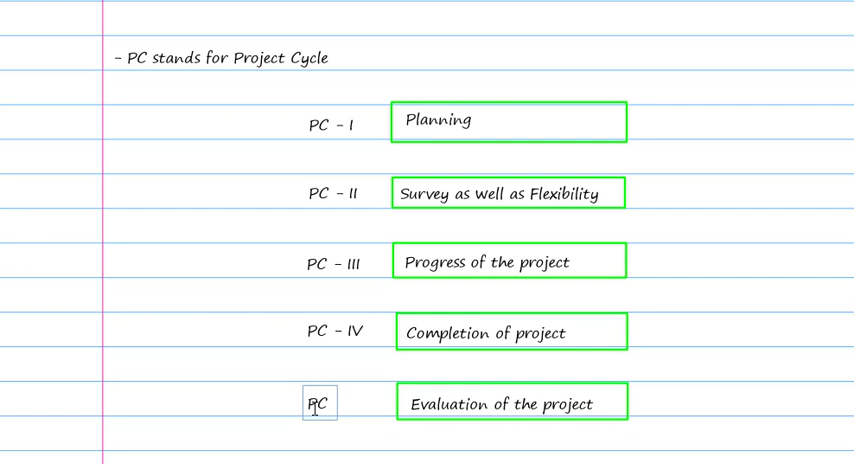 - PC stands for Project Cycle
PC - I Planning
PC - II Survey as well as Flexibility
PC - III Progress of the project
PC - IV Completion of project
PC Evaluation of the project